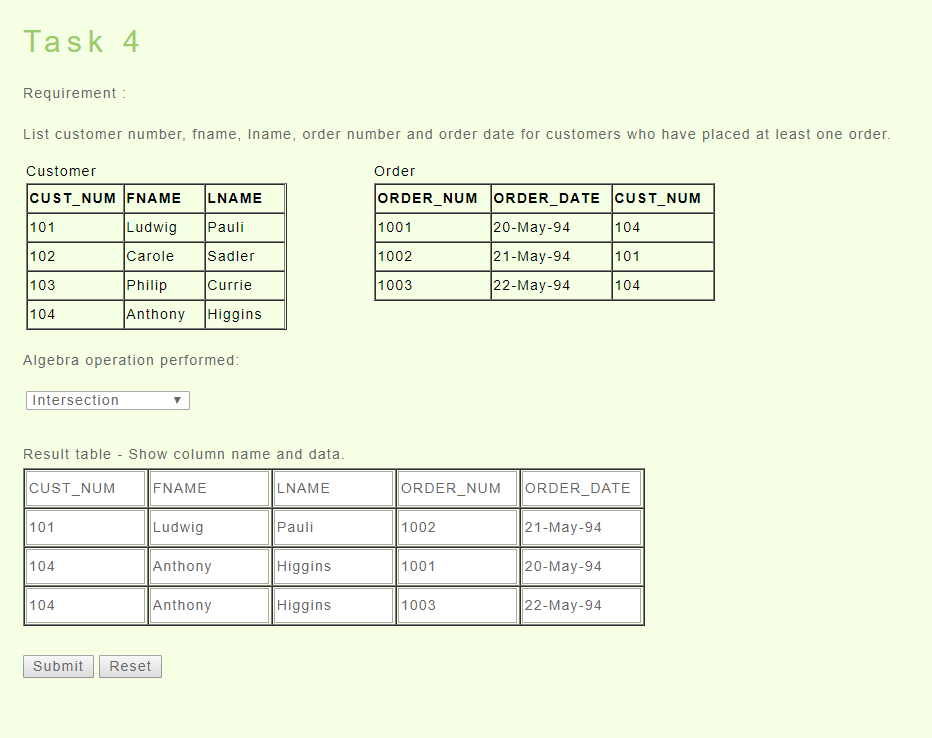 Task 4
Requirement :
List customer number, fname, lname, order number and order date for customers who have placed at least one order.
Customer
CUST_NUM FNAME LNAME
101 Ludwig Pauli
102 Carole Sadler
103 Philip Currie
104 Anthony Higgins
Order
ORDER_NUM ORDER_DATE CUST_NUM
1001 20-May-94 104
1002 21-May-94 101
1003 22-May-94 104
Algebra operation performed:
Intersection ▼
Result table - Show column name and data.
CUST_NUM FNAME LNAME ORDER_NUM ORDER_DATE
101 Ludwig Pauli 1002 21-May-94
104 Anthony Higgins 1001 20-May-94
104 Anthony Higgins 1003 22-May-94
Submit Reset